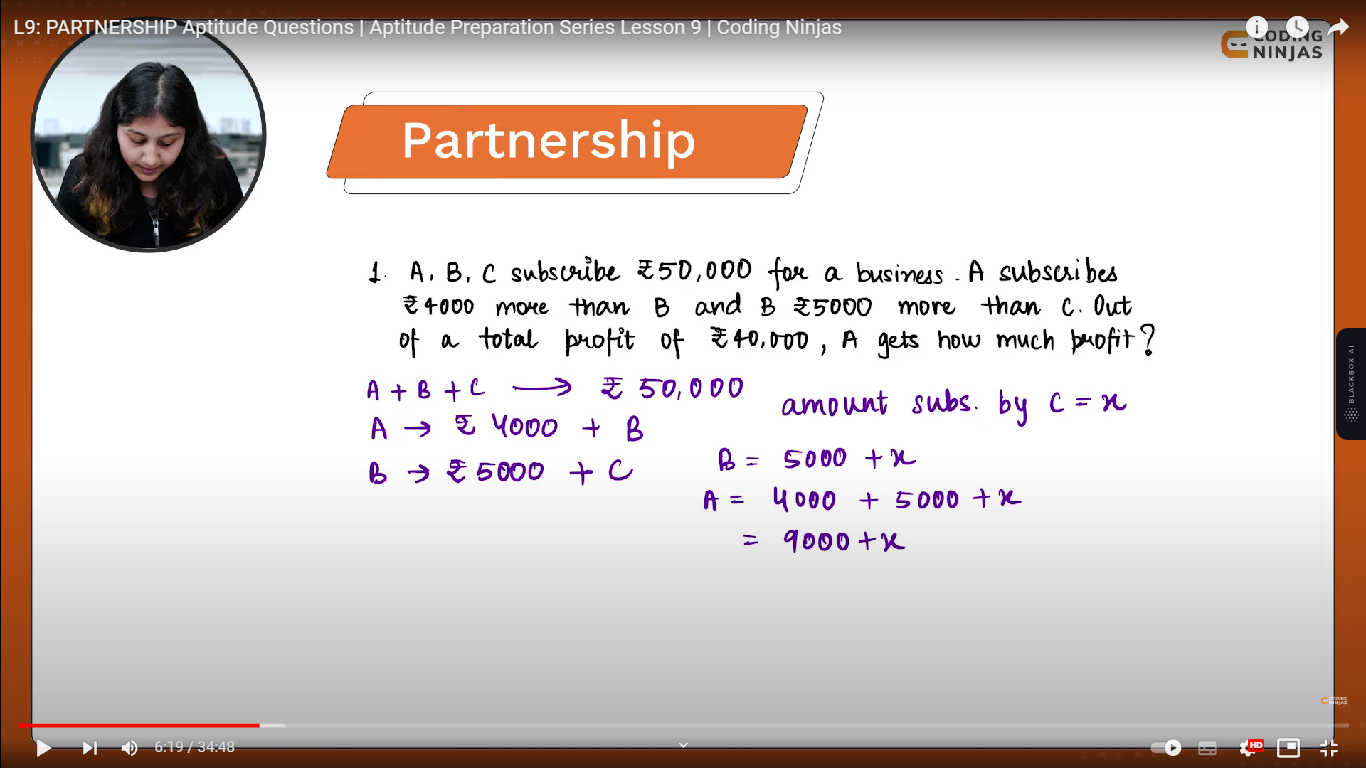 L9: PARTNERSHIP Aptitude Questions | Aptitude Preparation Series Lesson 9 | Coding Ninjas
CODING
NINJAS
Partnership
1. A, B, C subscribe ₹50,000 for a business. A subscribes
₹4000 more than B and B ₹5000 more than C. Out
of a total profit of ₹40,000, A gets how much profit?
A + B + C → ₹ 50,000
amount subs. by C = x
A → ₹ 4000 + B
B → ₹ 5000 + C
B = 5000 + x
A = 4000 + 5000 + x
= 9000 + x
BLACKBOX AI
CODING
NINJAS
6:19 / 34:48
HD